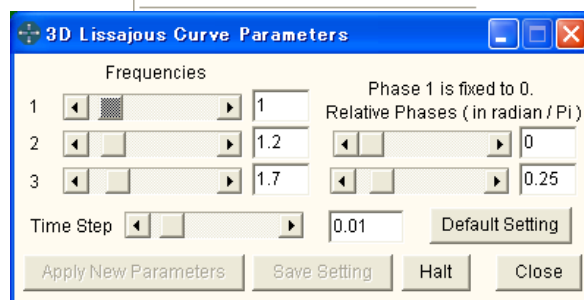 3D Lissajous Curve Parameters
Frequencies
Phase 1 is fixed to 0.
Relative Phases ( in radian / Pi )
1 1
2 1.2 0
3 1.7 0.25
Time Step 0.01 Default Setting
Apply New Parameters Save Setting Halt Close